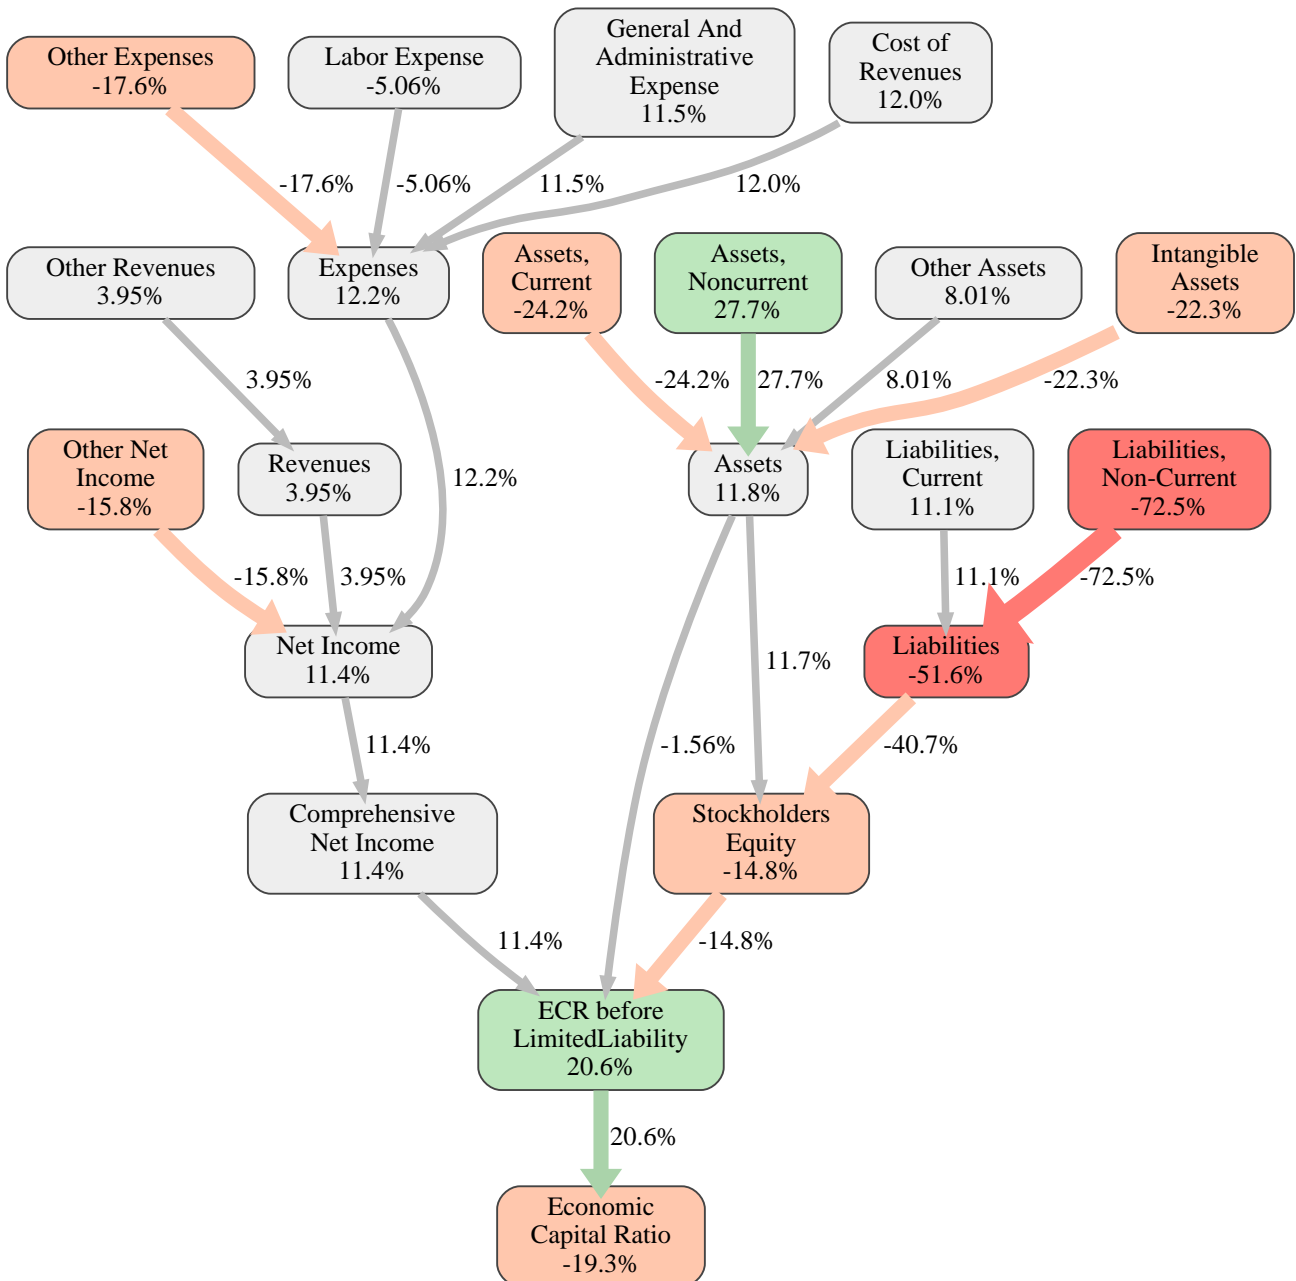 Other Expenses
-17.6%
Labor Expense
-5.06%
General And
Administrative
Expense
11.5%
Cost of
Revenues
12.0%
-17.6%
-5.06%
11.5%
12.0%
Other Revenues
3.95%
Expenses
12.2%
Assets,
Current
-24.2%
Assets,
Noncurrent
27.7%
Other Assets
8.01%
Intangible
Assets
-22.3%
3.95%
-24.2%
27.7%
8.01%
-22.3%
Other Net
Income
-15.8%
Revenues
3.95%
12.2%
Assets
11.8%
Liabilities,
Current
11.1%
Liabilities,
Non-Current
-72.5%
-15.8%
3.95%
11.1%
-72.5%
Net Income
11.4%
11.7%
Liabilities
-51.6%
11.4%
-1.56%
-40.7%
Comprehensive
Net Income
11.4%
Stockholders
Equity
-14.8%
11.4%
-14.8%
ECR before
LimitedLiability
20.6%
20.6%
Economic
Capital Ratio
-19.3%